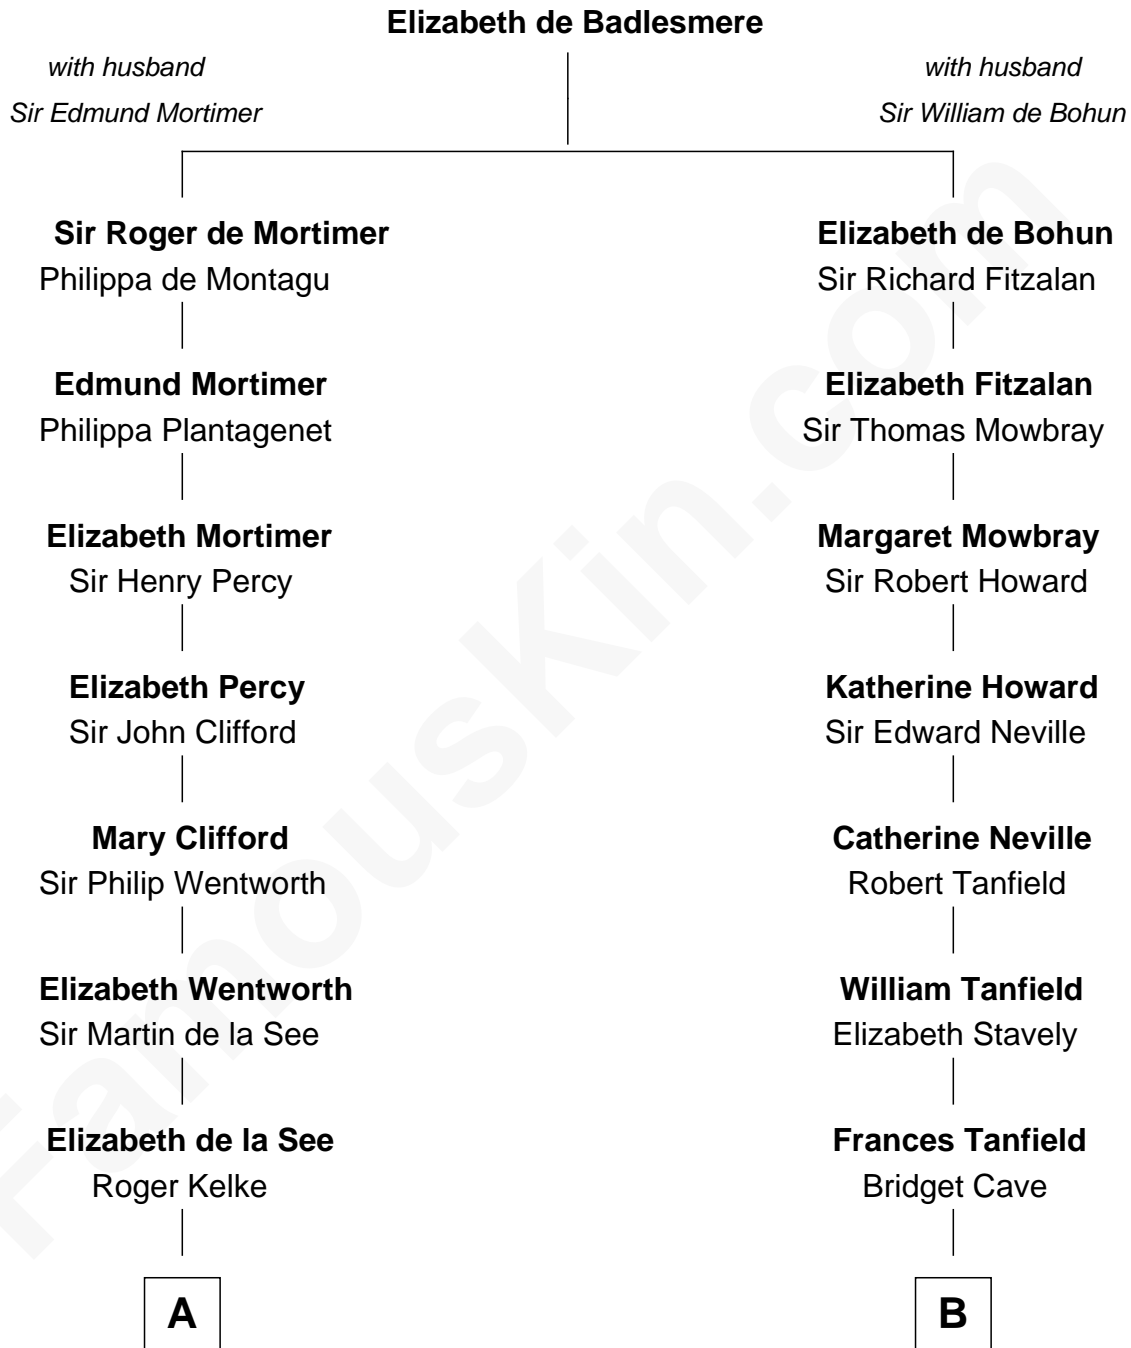 Elizabeth de Badlesmere
with husband
Sir Edmund Mortimer
with husband
Sir William de Bohun
Sir Roger de Mortimer
Philippa de Montagu
Elizabeth de Bohun
Sir Richard Fitzalan
Edmund Mortimer
Philippa Plantagenet
Elizabeth Fitzalan
Sir Thomas Mowbray
Elizabeth Mortimer
Sir Henry Percy
Margaret Mowbray
Sir Robert Howard
Elizabeth Percy
Sir John Clifford
Katherine Howard
Sir Edward Neville
Mary Clifford
Sir Philip Wentworth
Catherine Neville
Robert Tanfield
Elizabeth Wentworth
Sir Martin de la See
William Tanfield
Elizabeth Stavely
Elizabeth de la See
Roger Kelke
Frances Tanfield
Bridget Cave
A
B
FamousKin.com